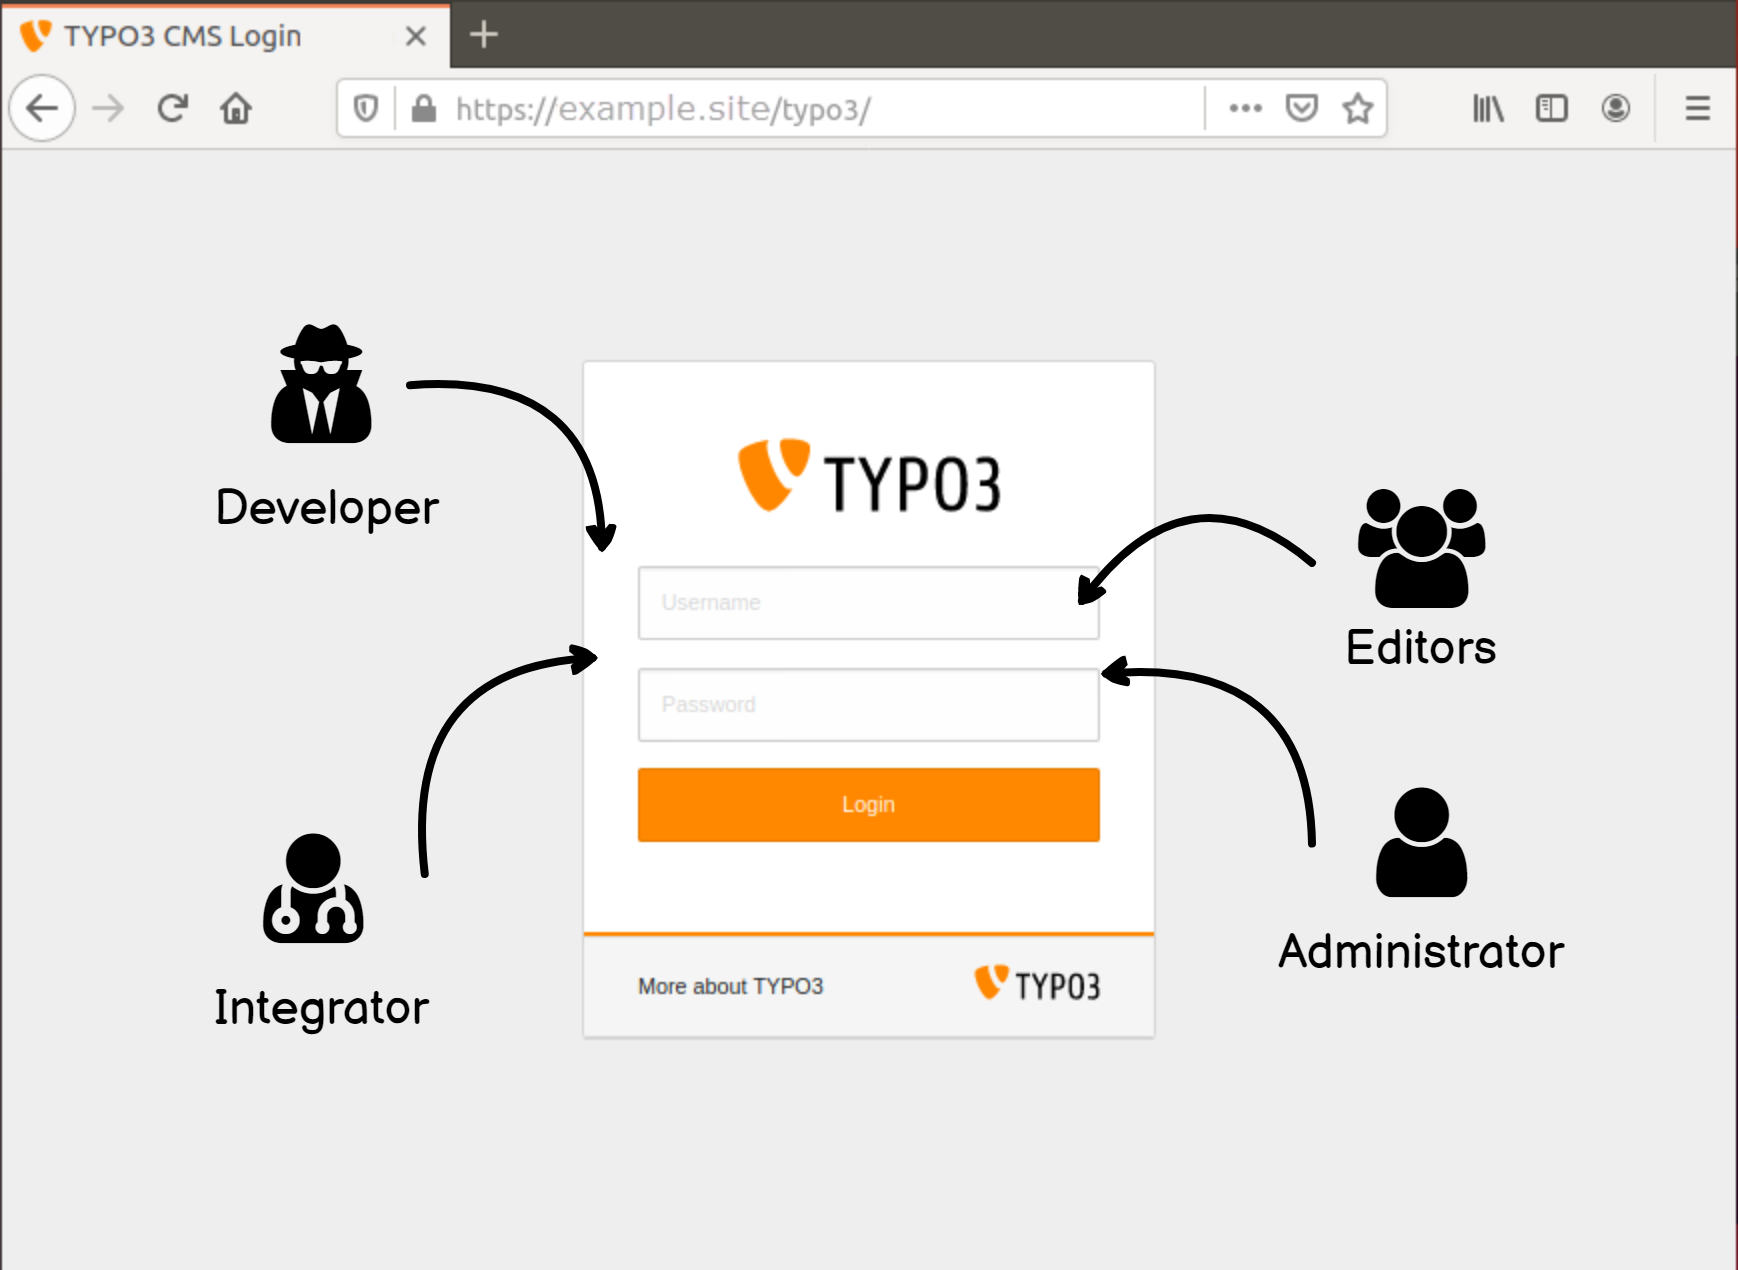 TYPO3 CMS Login
https://example.site/typo3/
Developer
TYPO3
Username
Editors
Password
Login
Administrator
More about TYPO3
TYPO3
Integrator